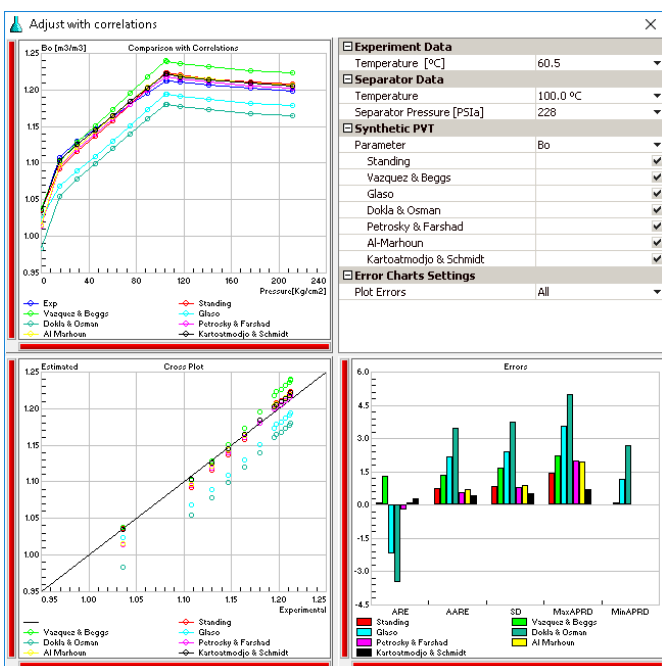 Adjust with correlations
Bo [m3/m3] Comparison with Correlations
1.25
1.20
1.15
1.10
1.05
1.00
0.95
0 40 80 120 160 200 240
Pressure[Kg/cm2]
Exp Standing
Vazquez & Beggs Glaso
Dokla & Osman Petrosky & Farshad
Al Marhoun Kartoatmodjo & Schmidt
Experiment Data
Temperature [ºC] 60.5
Separator Data
Temperature 100.0 ºC
Separator Pressure [PSIa] 228
Synthetic PVT
Parameter Bo
Standing
Vazquez & Beggs
Glaso
Dokla & Osman
Petrosky & Farshad
Al-Marhoun
Kartoatmodjo & Schmidt
Error Charts Settings
Plot Errors All
Estimated Cross Plot
1.25
1.20
1.15
1.10
1.05
1.00
0.95
0.95 1.00 1.05 1.10 1.15 1.20 1.25
Experimental
Standing
Vazquez & Beggs Glaso
Dokla & Osman Petrosky & Farshad
Al Marhoun Kartoatmodjo & Schmidt
Errors
6.0
4.5
3.0
1.5
0.0
-1.5
-3.0
-4.5
ARE AARE SD MaxAPRD MinAPRD
Standing Vazquez & Beggs
Glaso Dokla & Osman
Petrosky & Farshad Al Marhoun
Kartoatmodjo & Schmidt